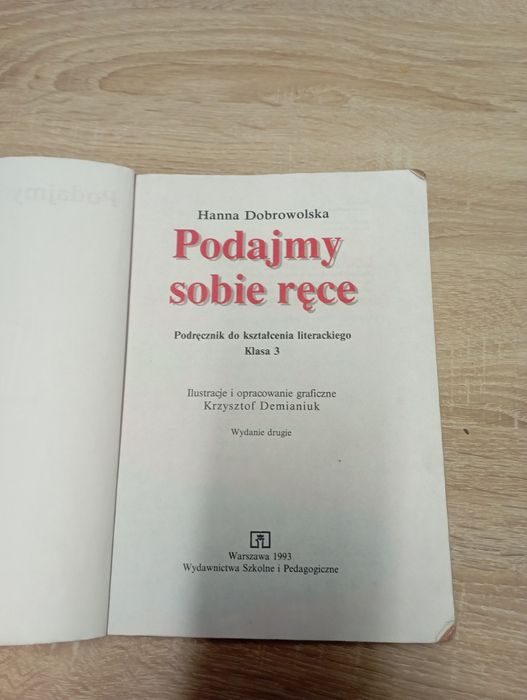 Podajmy
Hanna Dobrowolska
Podajmy
sobie ręce
Podręcznik do kształcenia literackiego
Klasa 3
Ilustracje i opracowanie graficzne
Krzysztof Demianiuk
Wydanie drugie
Warszawa 1993
Wydawnictwa Szkolne i Pedagogiczne